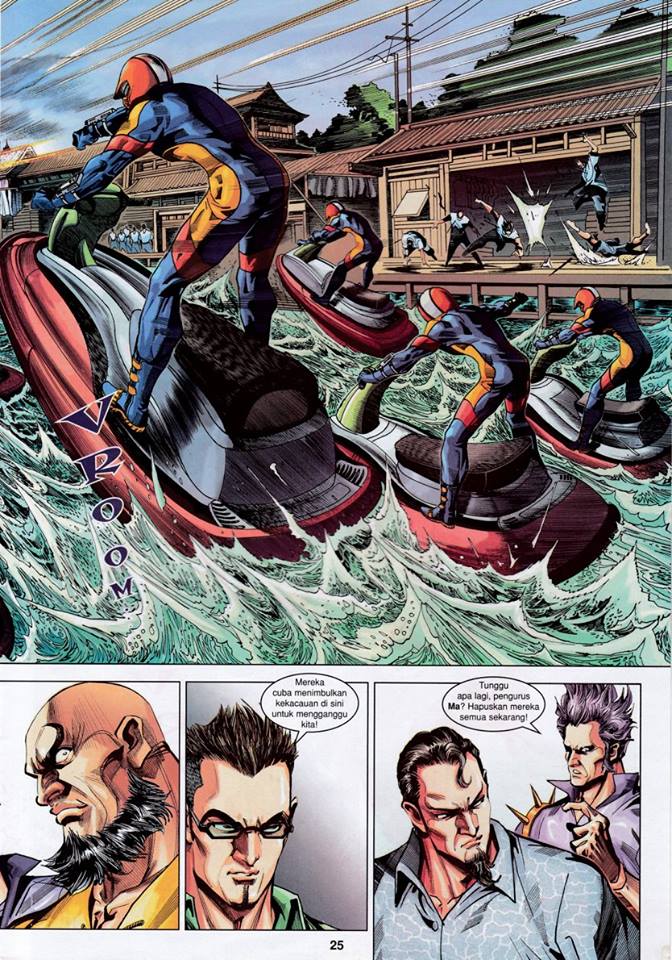 VROOM
Mereka
cuba menimbulkan
kekacauan di sini
untuk mengganggu
kita!
Tunggu
apa lagi, pengurus
Ma? Hapuskan mereka
semua sekarang!
25